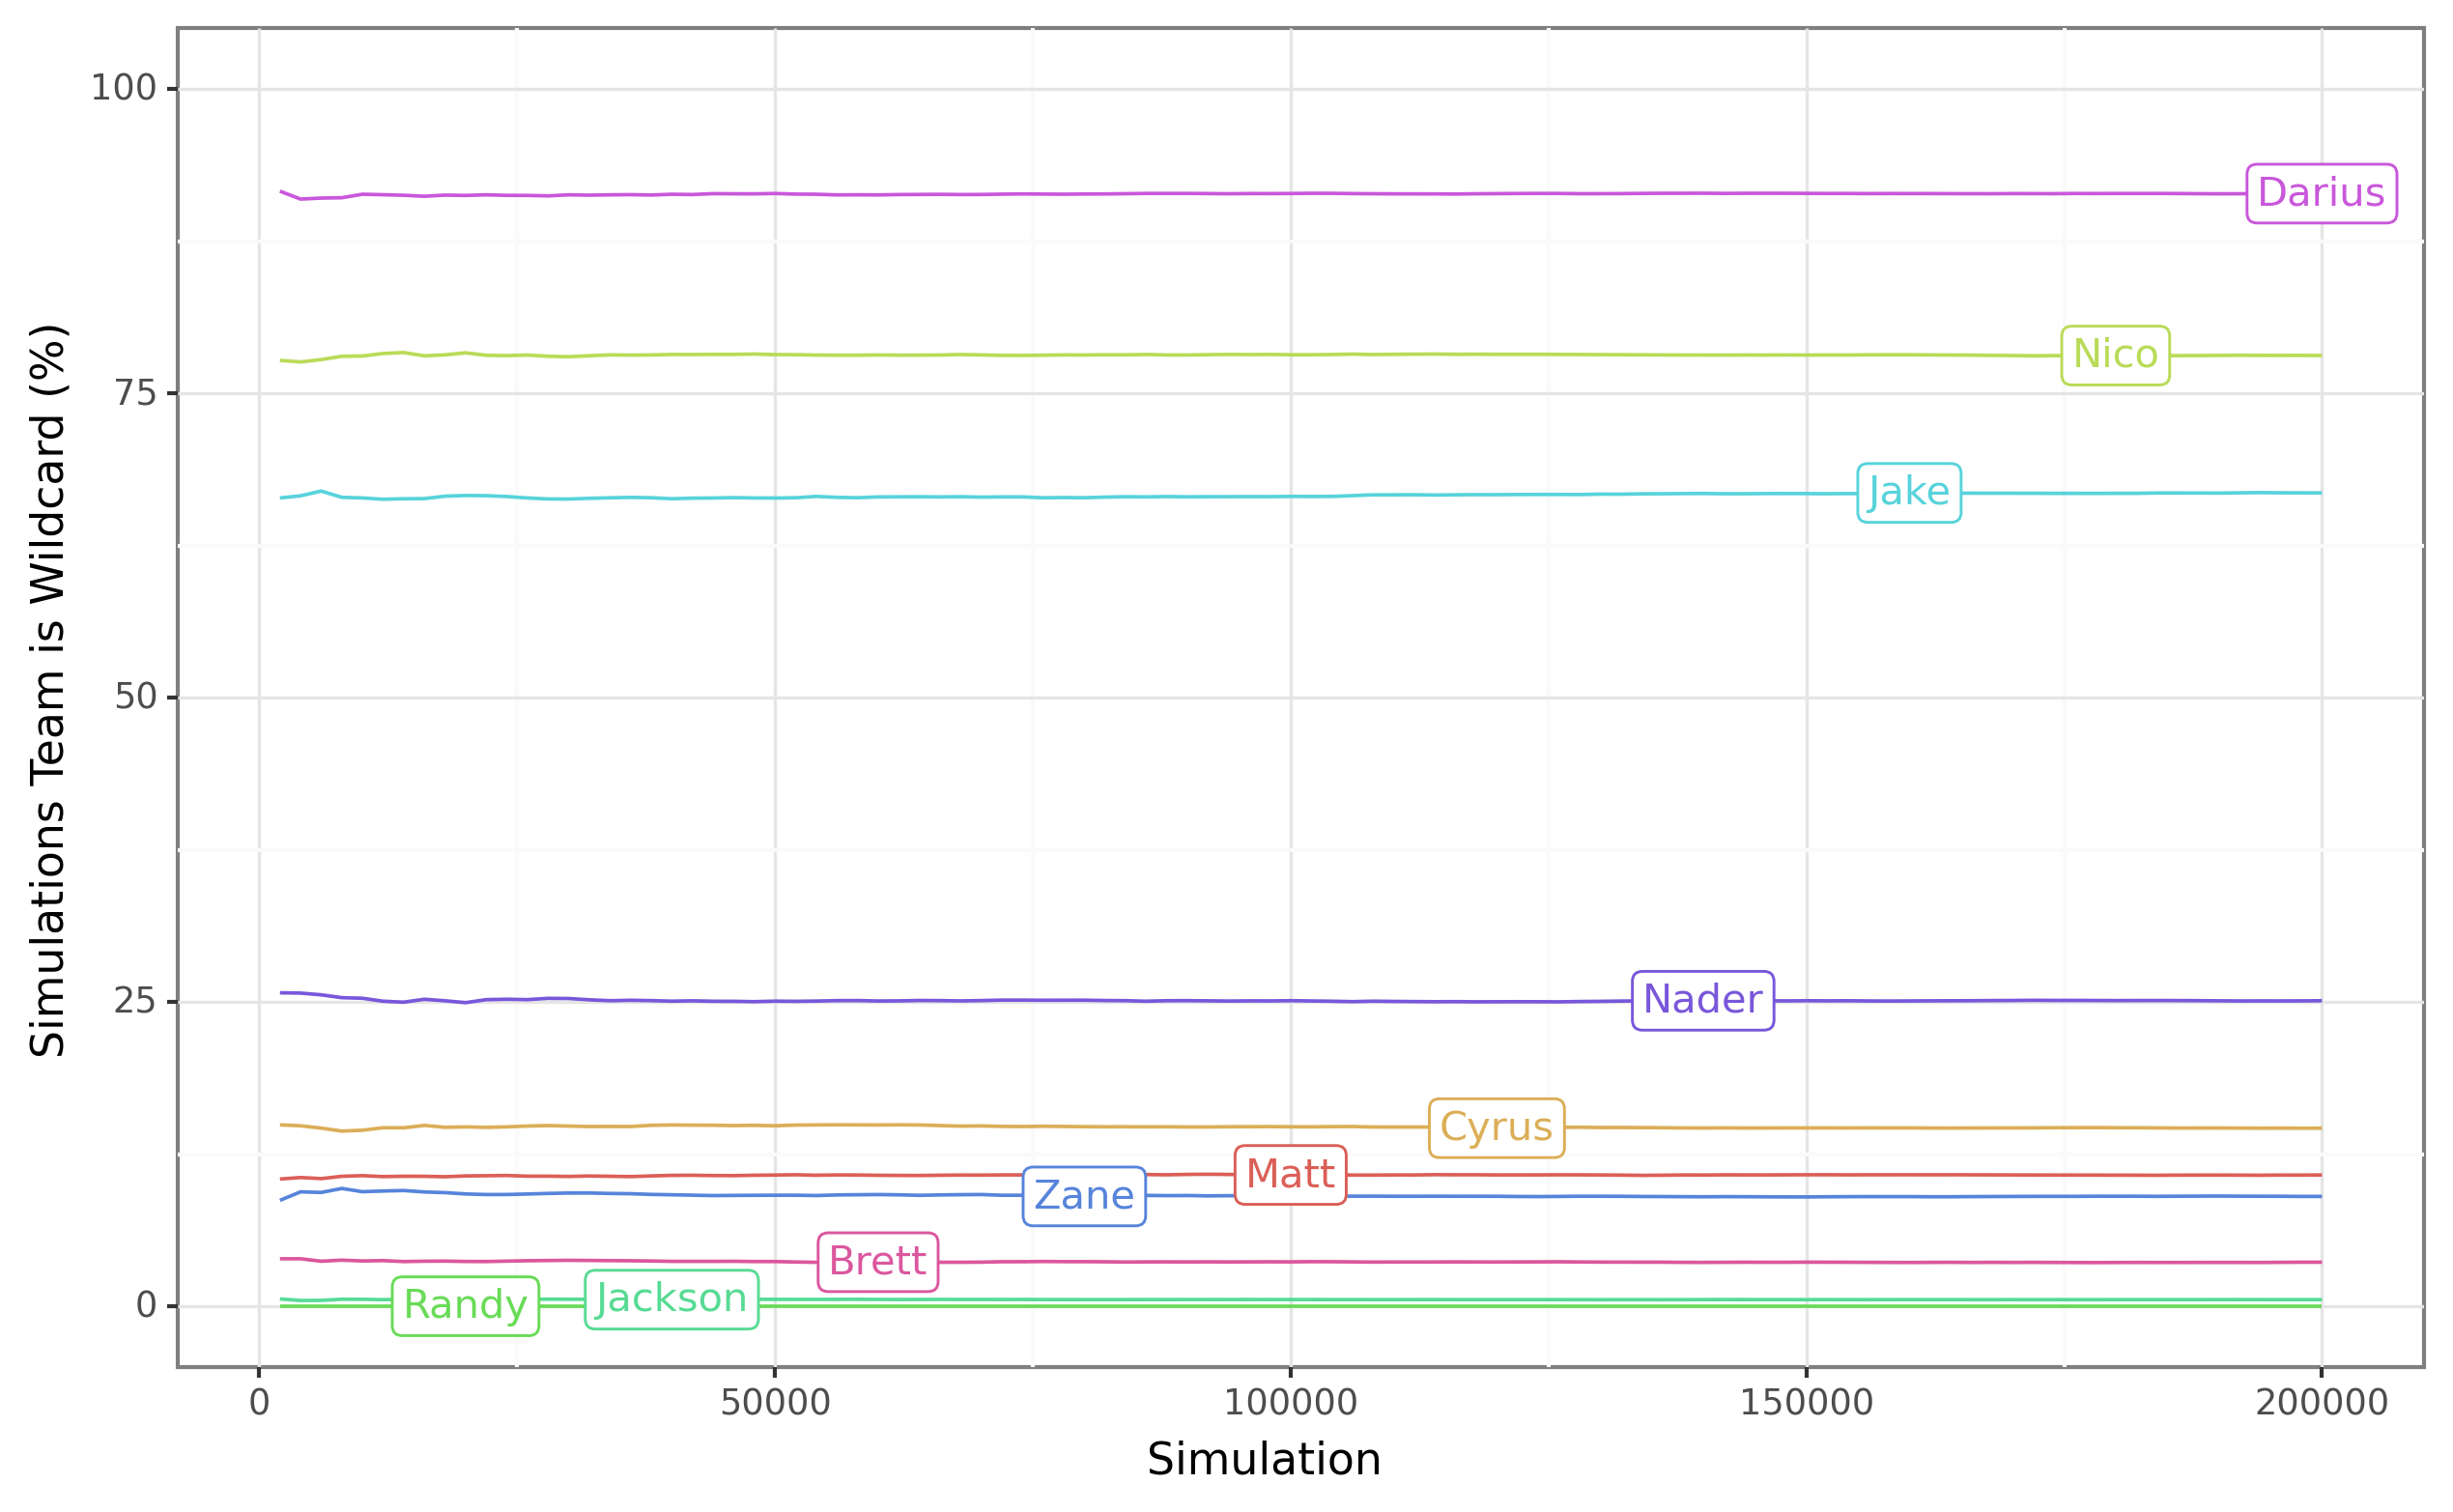 Simulations Team is Wildcard (%)
100
75
50
25
0
Darius
Nico
Jake
Nader
Cyrus
Matt
Zane
Brett
Jackson
Randy
0 50000 100000 150000 200000
Simulation